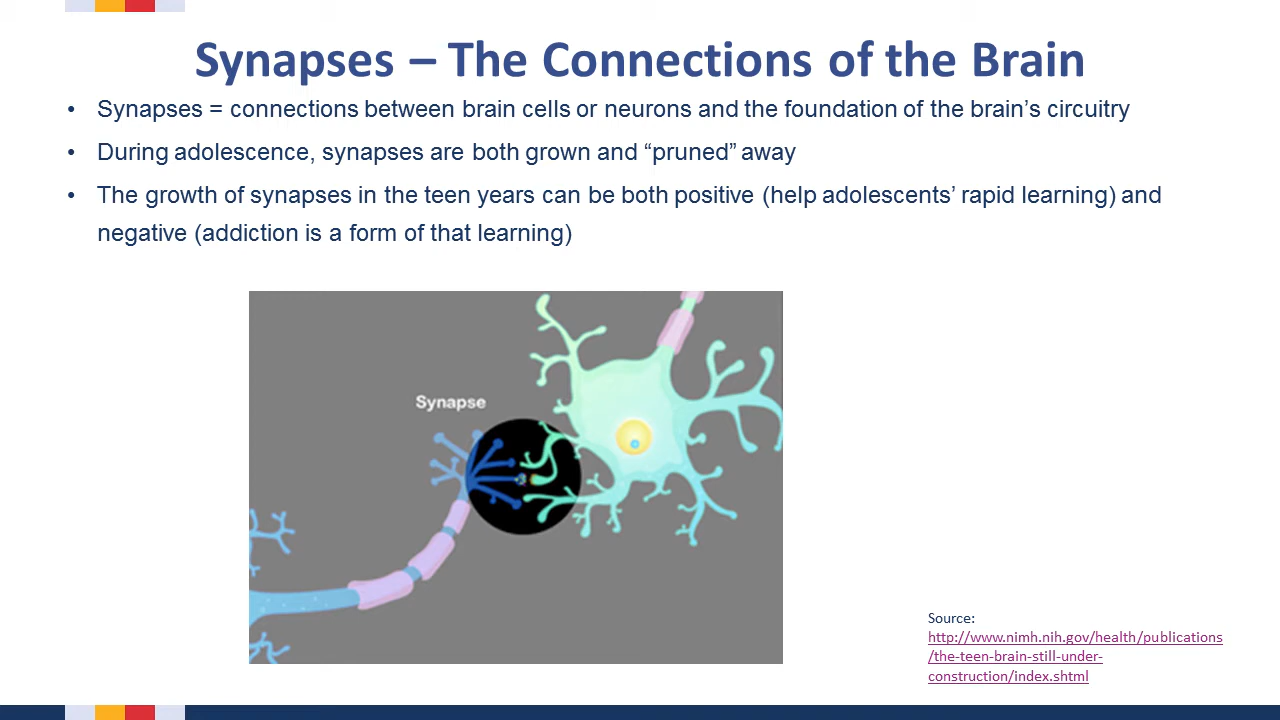 Synapses – The Connections of the Brain
• Synapses = connections between brain cells or neurons and the foundation of the brain’s circuitry
• During adolescence, synapses are both grown and “pruned” away
• The growth of synapses in the teen years can be both positive (help adolescents’ rapid learning) and
negative (addiction is a form of that learning)
Synapse
Source:
http://www.nimh.nih.gov/health/publications
/the-teen-brain-still-under-
construction/index.shtml